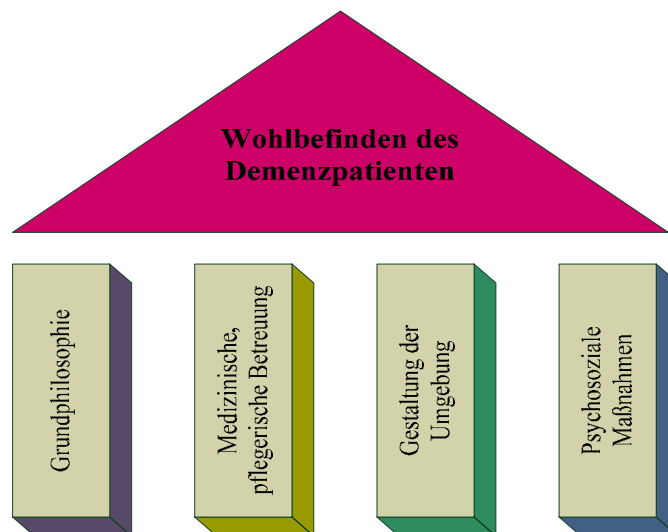 Wohlbefinden des
Demenzpatienten
Grundphilosophie
Medizinische,
pflegerische Betreuung
Gestaltung der
Umgebung
Psychosoziale
Maßnahmen